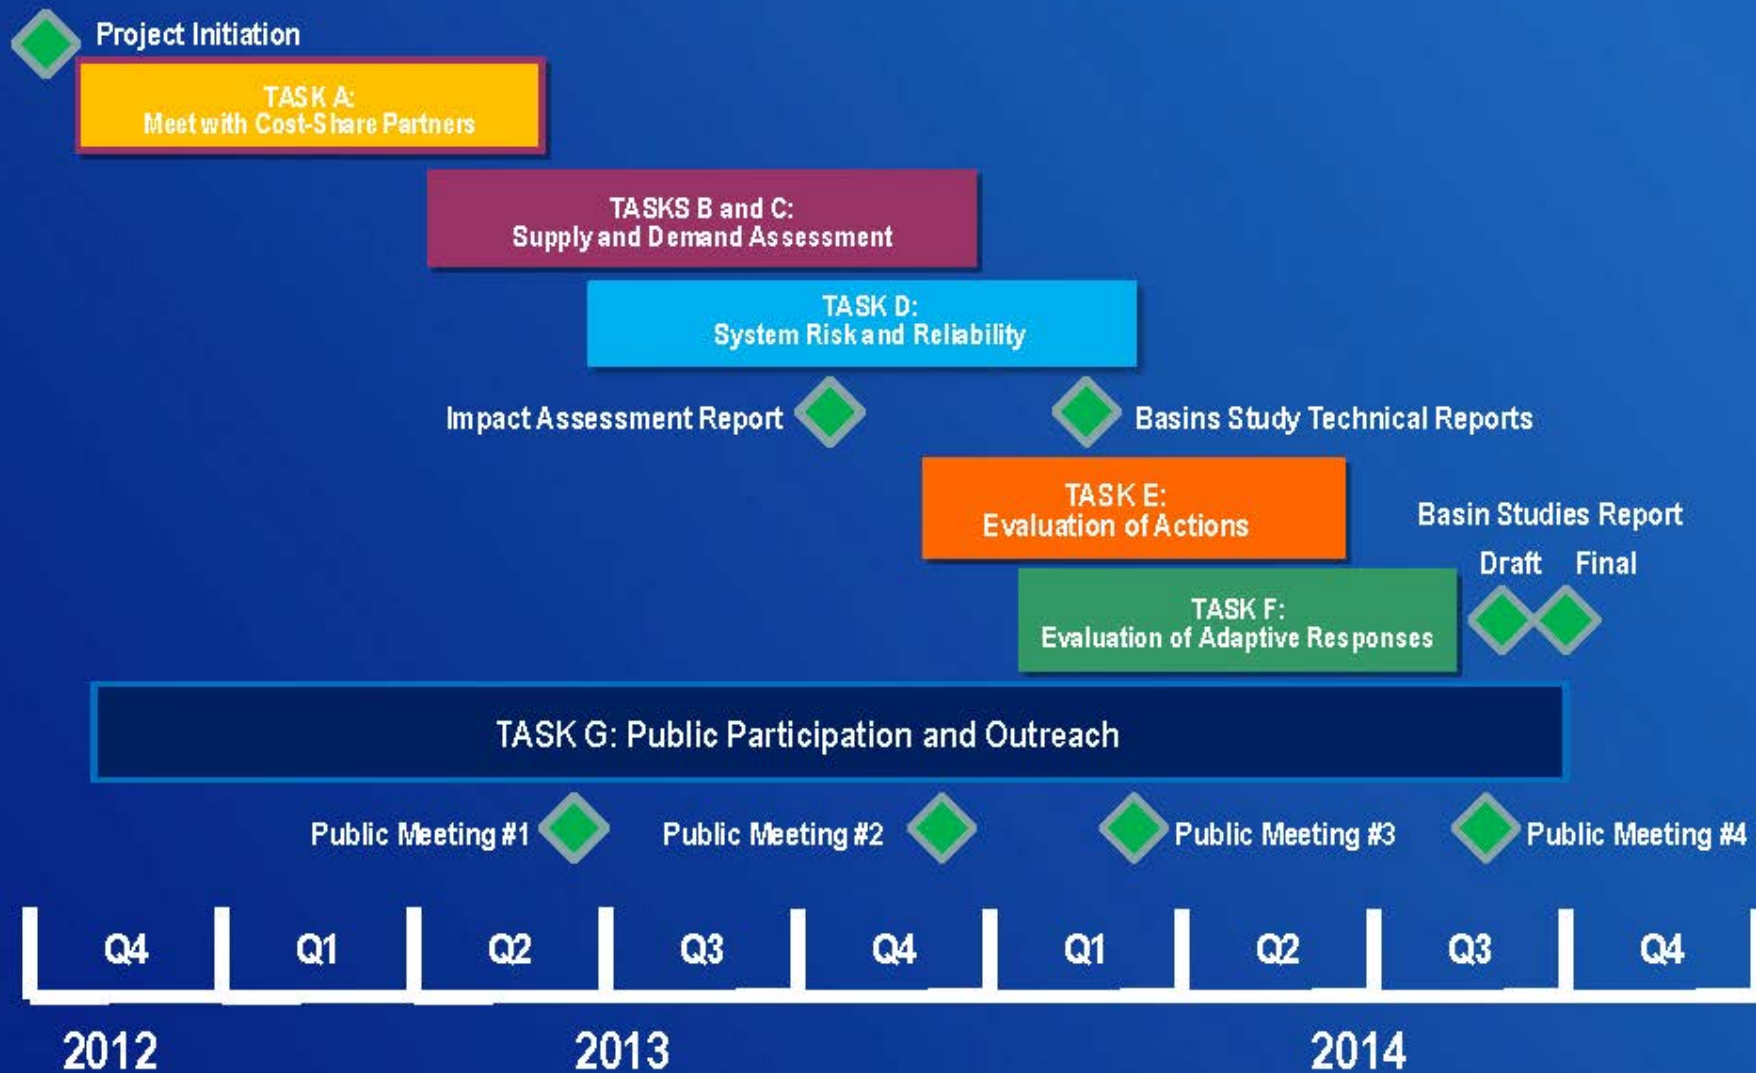 Project Initiation
TASK A:
Meet with Cost-Share Partners
TASKS B and C:
Supply and Demand Assessment
TASK D:
System Risk and Reliability
Impact Assessment Report
Basins Study Technical Reports
TASK E:
Evaluation of Actions
Basin Studies Report
Draft Final
TASK F:
Evaluation of Adaptive Responses
TASK G: Public Participation and Outreach
Public Meeting #1
Public Meeting #2
Public Meeting #3
Public Meeting #4
Q4 Q1 Q2 Q3 Q4 Q1 Q2 Q3 Q4
2012 2013 2014